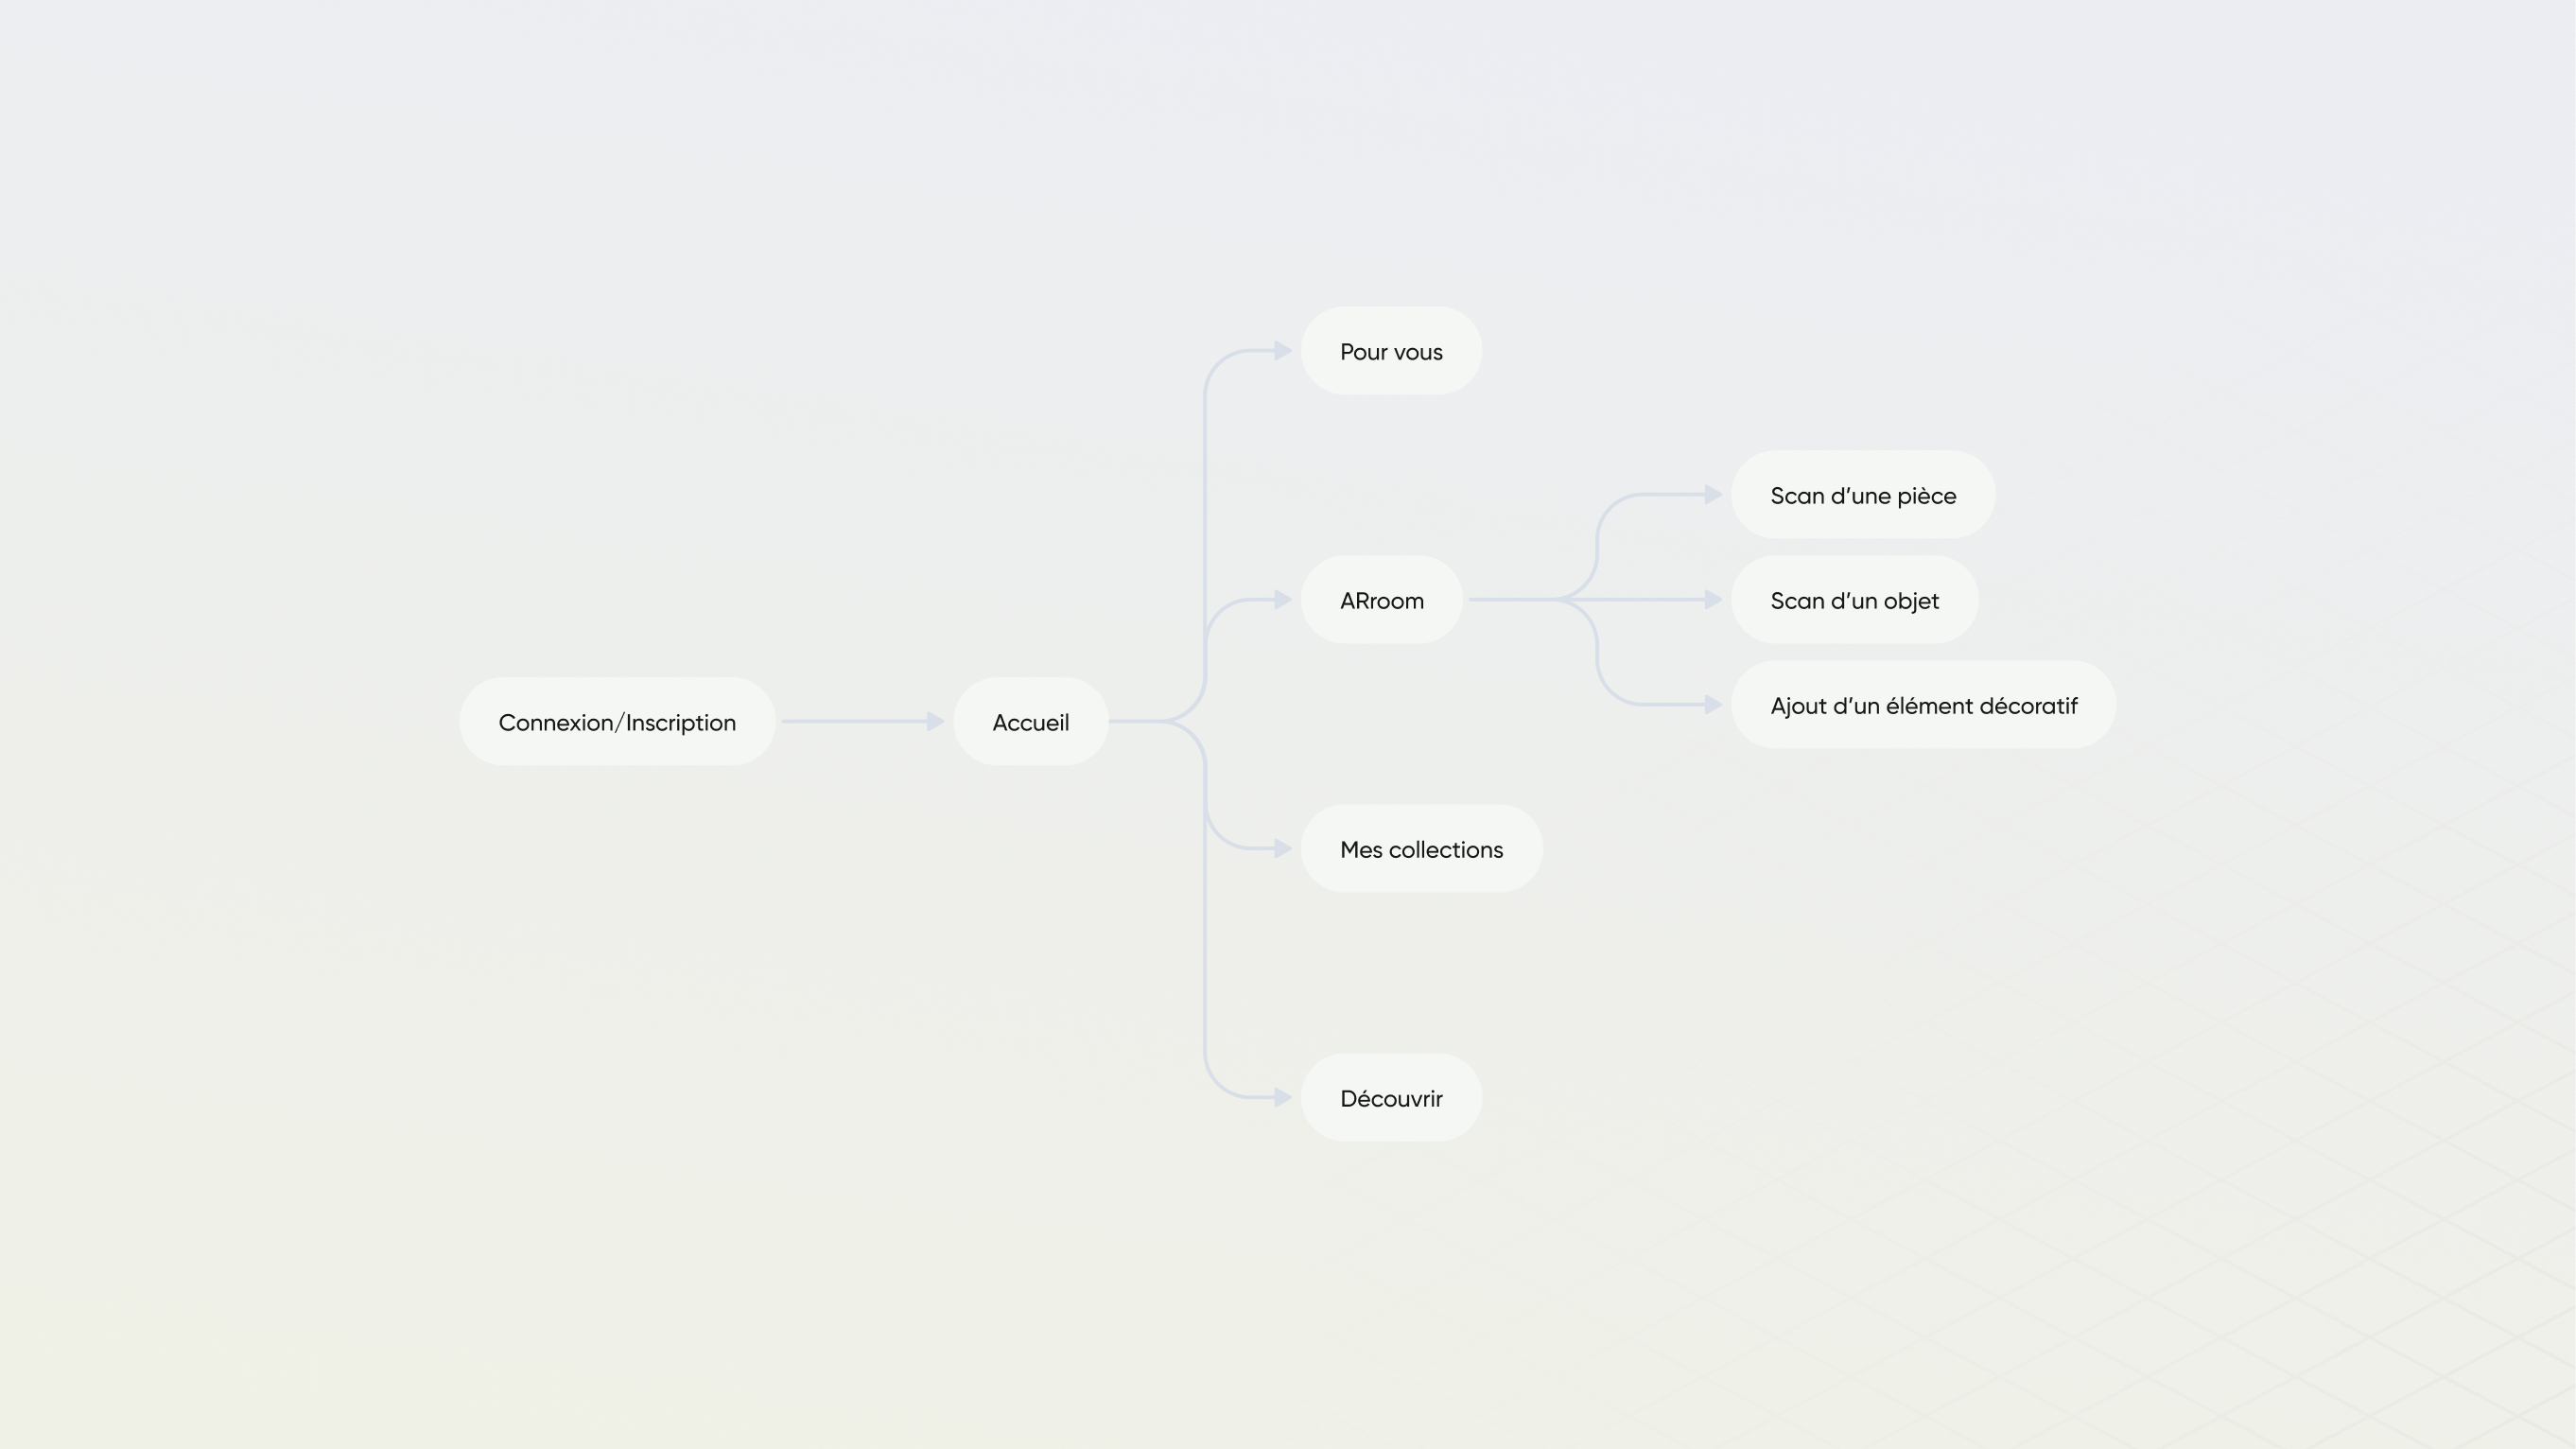 Pour vous
Scan d’une pièce
ARroom
Scan d’un objet
Ajout d’un élément décoratif
Connexion/Inscription
Accueil
Mes collections
Découvrir